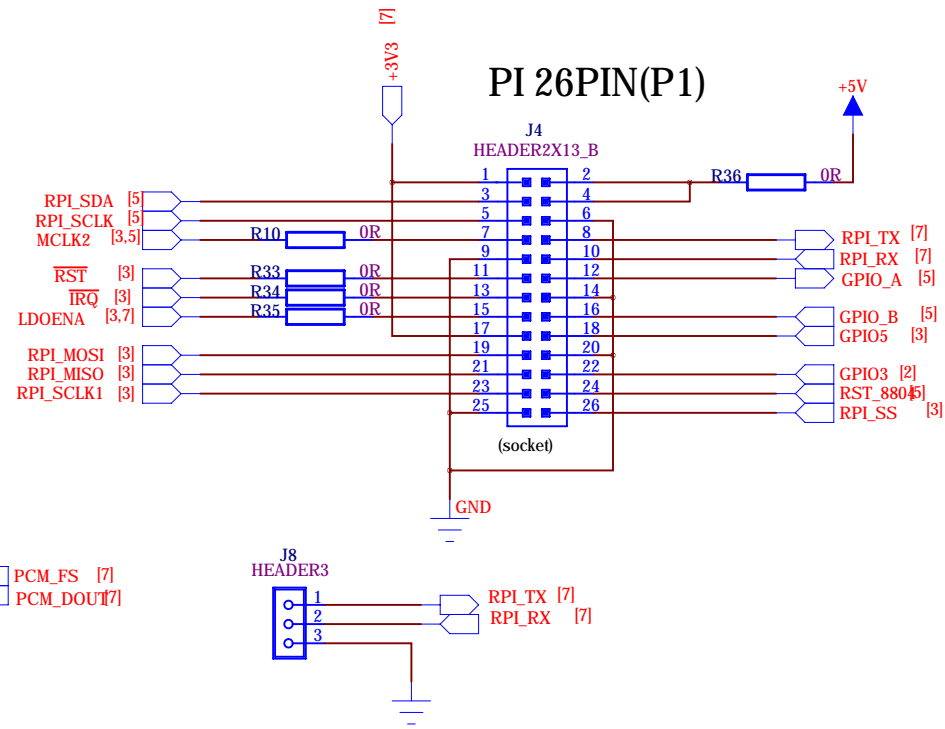 [7]
+3V3
PI 26PIN(P1)
+5V
J4
HEADER2X13_B
1 2 R36 0R
RPI_SDA [5] 3 4
RPI_SCLK [5] 5 6
MCLK2 [3,5] R10 0R 7 8 RPI_TX [7]
9 10 RPI_RX [7]
RST [3] R33 0R 11 12 GPIO_A [5]
IRQ [3] R34 0R 13 14
LDOENA [3,7] R35 0R 15 16 GPIO_B [5]
17 18 GPIO5 [3]
RPI_MOSI [3] 19 20
RPI_MISO [3] 21 22 GPIO3 [2]
RPI_SCLK1 [3] 23 24 RST_8804 [5]
25 26 RPI_SS [3]
(socket)
GND
J8
HEADER3
PCM_FS [7]
PCM_DOUT [7]
1 RPI_TX [7]
2 RPI_RX [7]
3